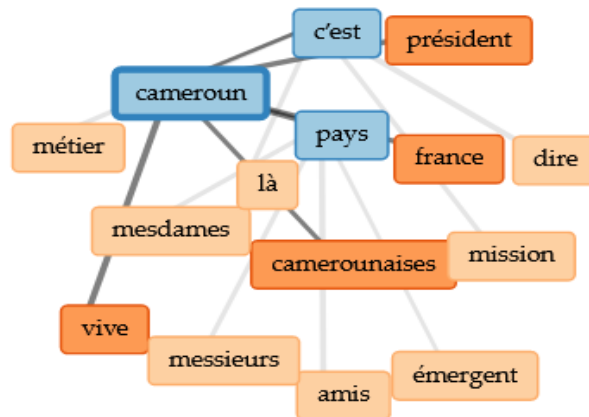 c’est
président
cameroun
pays
métier
france
dire
là
mesdames
camerounaises
mission
vive
messieurs
émergent
amis